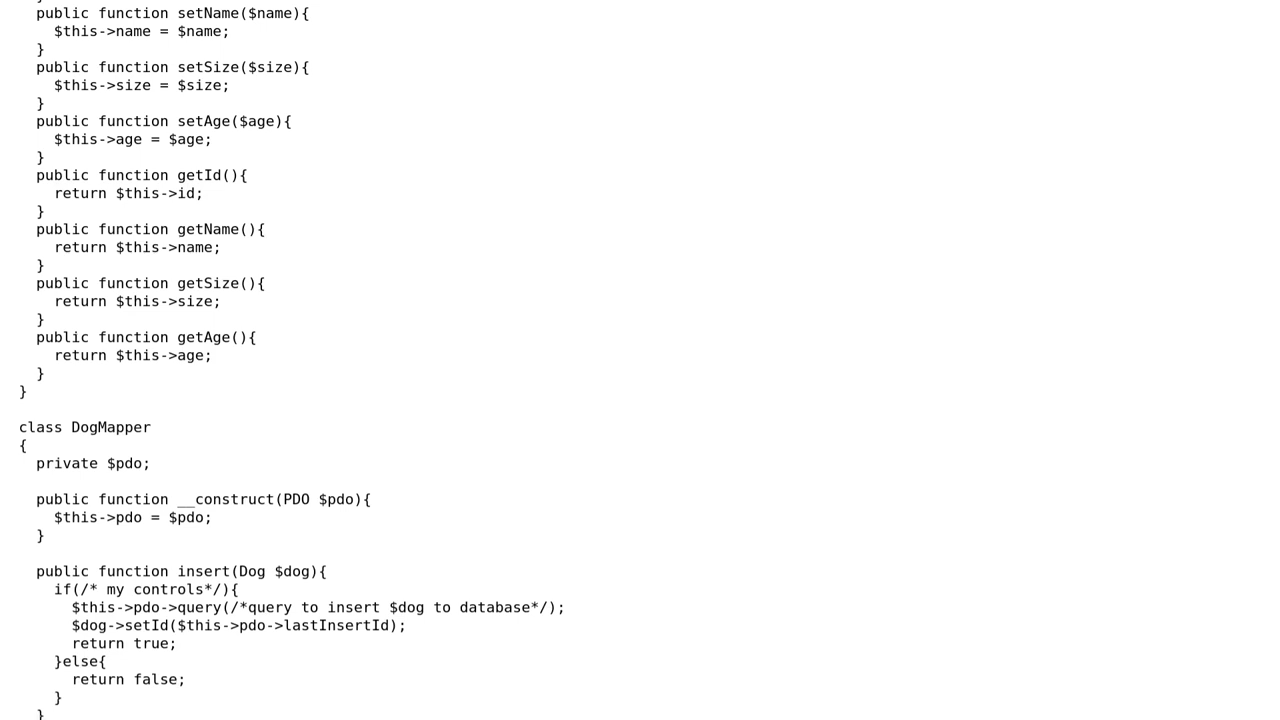 public function setName($name){
$this->name = $name;
}
public function setSize($size){
$this->size = $size;
}
public function setAge($age){
$this->age = $age;
}
public function getId(){
return $this->id;
}
public function getName(){
return $this->name;
}
public function getSize(){
return $this->size;
}
public function getAge(){
return $this->age;
}
}
class DogMapper
{
private $pdo;
public function __construct(PDO $pdo){
$this->pdo = $pdo;
}
public function insert(Dog $dog){
if(/* my controls*/){
$this->pdo->query(/*query to insert $dog to database*/);
$dog->setId($this->pdo->lastInsertId);
return true;
}else{
return false;
}
}